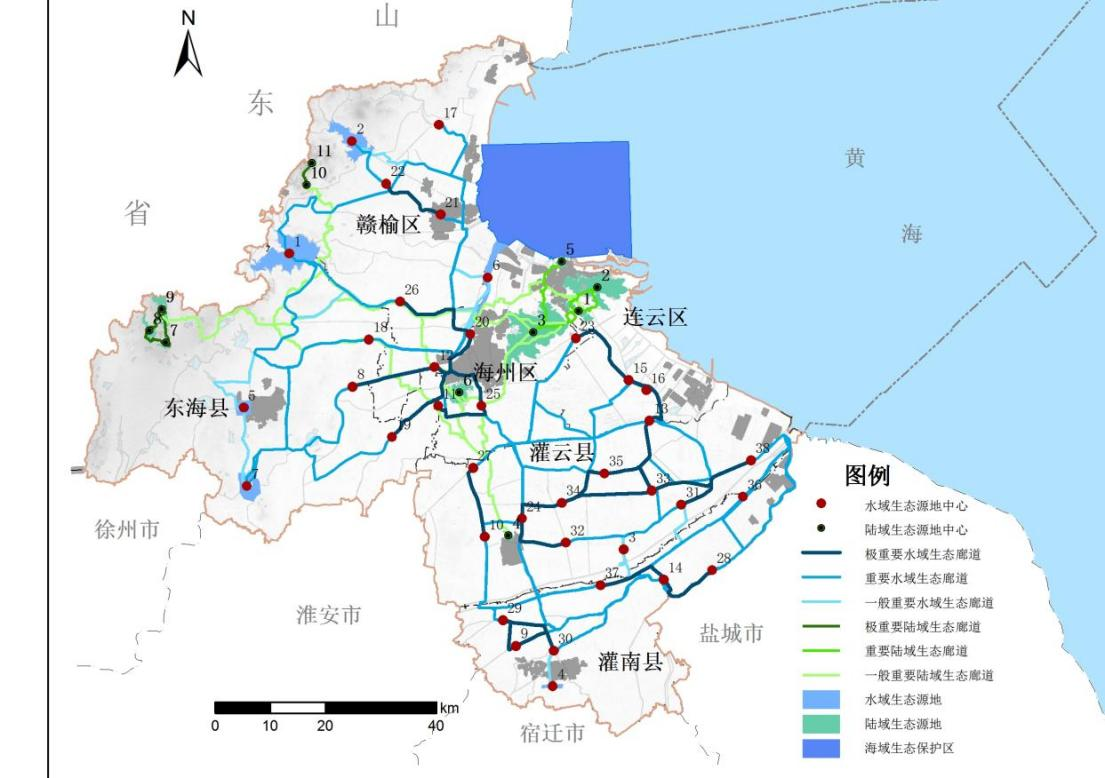 N
山
东
省
17
2
11
10
22
21
赣榆区
黄
海
1
5
6
2
9
26
1
8
7
18
20
3
连云区
23
12
海州区
8
6
15
16
东海县
5
11
25
13
19
灌云县
27
7
35
38
图例
34
33
31
36
水域生态源地中心
24
徐州市
10
4
32
3
陆域生态源地中心
极重要水域生态廊道
37
14
28
重要水域生态廊道
一般重要水域生态廊道
淮安市
29
9
30
盐城市
极重要陆域生态廊道
灌南县
重要陆域生态廊道
4
一般重要陆域生态廊道
水域生态源地
km
0 10 20 40
宿迁市
陆域生态源地
海域生态保护区